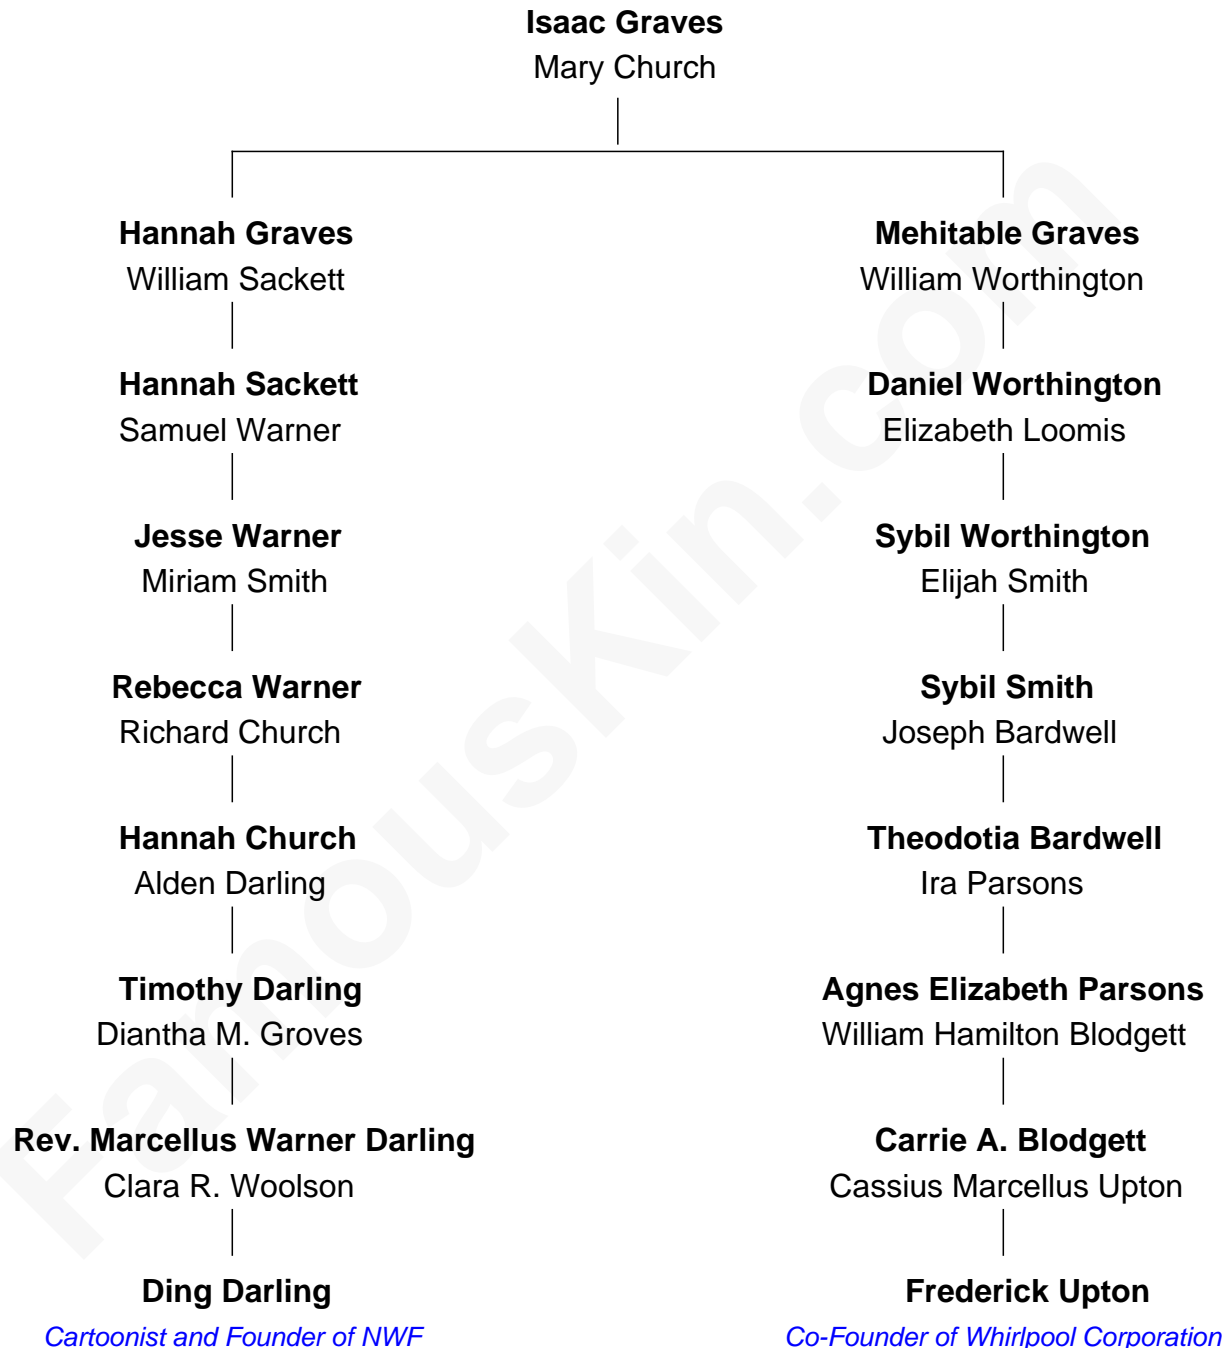 Isaac Graves
Mary Church
Hannah Graves
William Sackett
Mehitable Graves
William Worthington
Hannah Sackett
Samuel Warner
Daniel Worthington
Elizabeth Loomis
Jesse Warner
Miriam Smith
Sybil Worthington
Elijah Smith
Rebecca Warner
Richard Church
Sybil Smith
Joseph Bardwell
Hannah Church
Alden Darling
Theodotia Bardwell
Ira Parsons
Timothy Darling
Diantha M. Groves
Agnes Elizabeth Parsons
William Hamilton Blodgett
Rev. Marcellus Warner Darling
Clara R. Woolson
Carrie A. Blodgett
Cassius Marcellus Upton
Ding Darling
Cartoonist and Founder of NWF
Frederick Upton
Co-Founder of Whirlpool Corporation
FamousKin.com